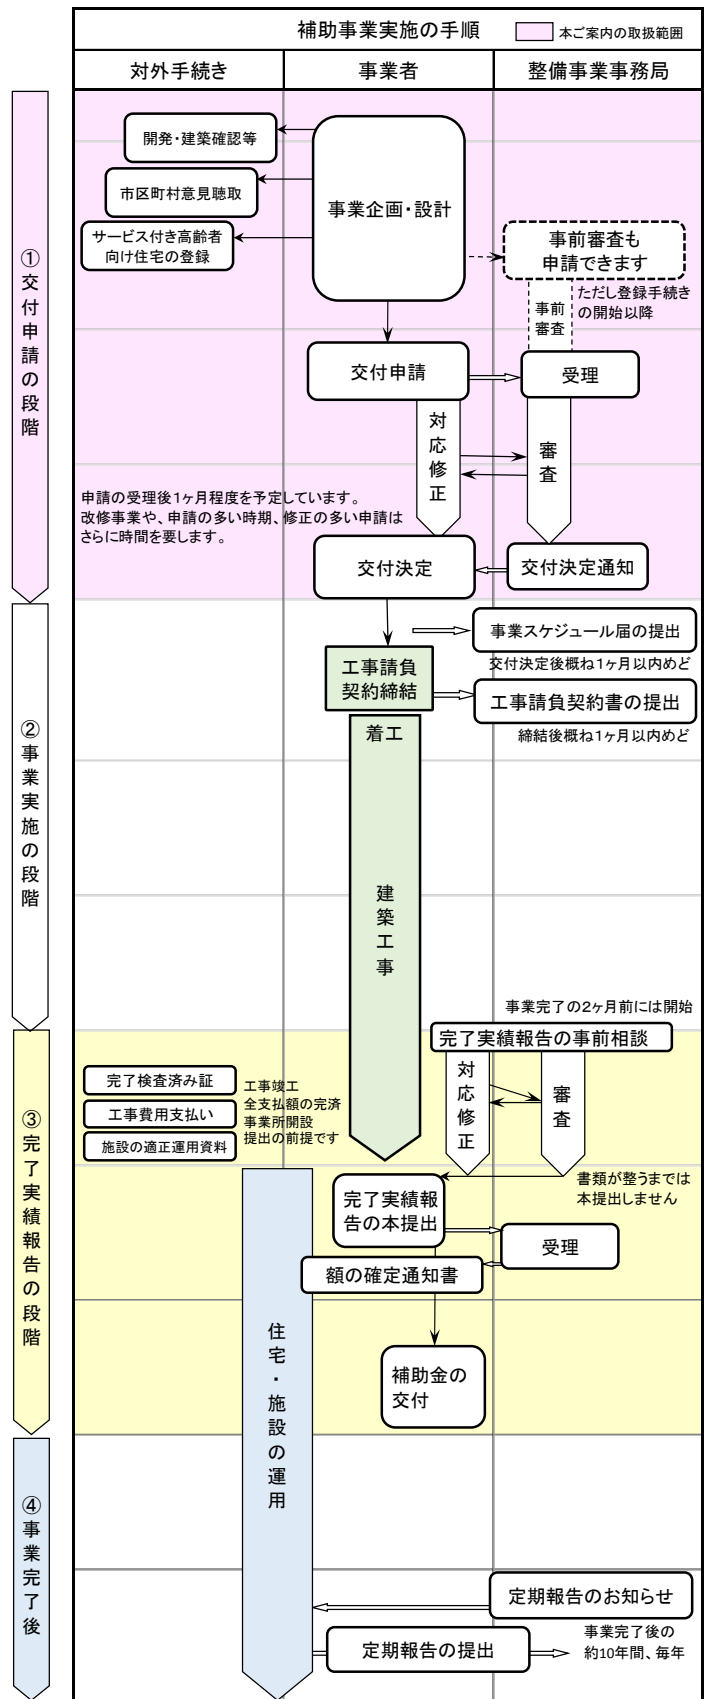 補助事業実施の手順
本ご案内の取扱範囲
対外手続き
事業者
整備事業事務局
①交付申請の段階
開発・建築確認等
市区町村意見聴取
サービス付き高齢者
向け住宅の登録
事業企画・設計
事前審査も
申請できます
ただし登録手続き
の開始以降
事前
審査
交付申請
受理
対応修正
審査
申請の受理後1ヶ月程度を予定しています。
改修事業や、申請の多い時期、修正の多い申請は
さらに時間を要します。
交付決定
交付決定通知
②事業実施の段階
事業スケジュール届の提出
交付決定後概ね1ヶ月以内めど
工事請負
契約締結
工事請負契約書の提出
締結後概ね1ヶ月以内めど
着工
建築工事
事業完了の2ヶ月前には開始
③完了実績報告の段階
完了実績報告の事前相談
対応修正
審査
完了検査済み証
工事費用支払い
施設の適正運用資料
工事竣工
全支払額の完済
事業所開設
提出の前提です
書類が整うまでは
本提出しません
完了実績報
告の本提出
受理
額の確定通知書
住宅・施設の運用
補助金の
交付
④事業完了後
定期報告のお知らせ
定期報告の提出
事業完了後の
約10年間、毎年